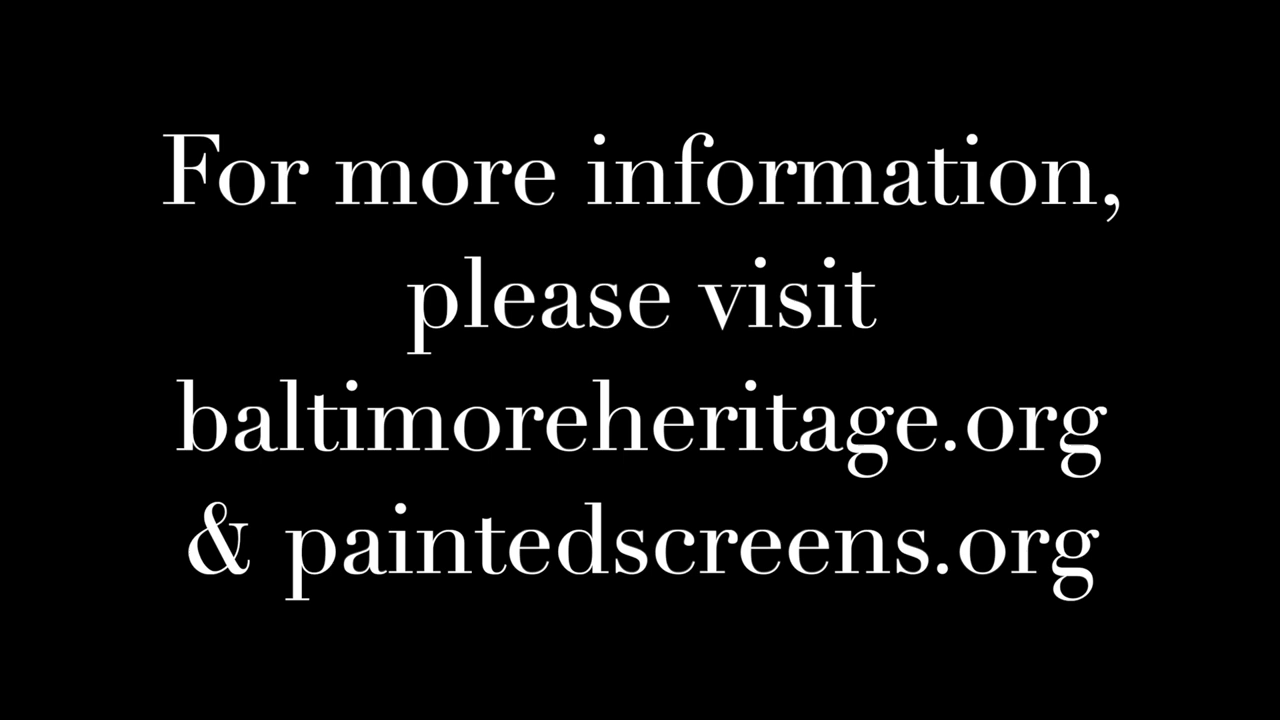 For more information,
please visit
baltimoreheritage.org
& paintedscreens.org